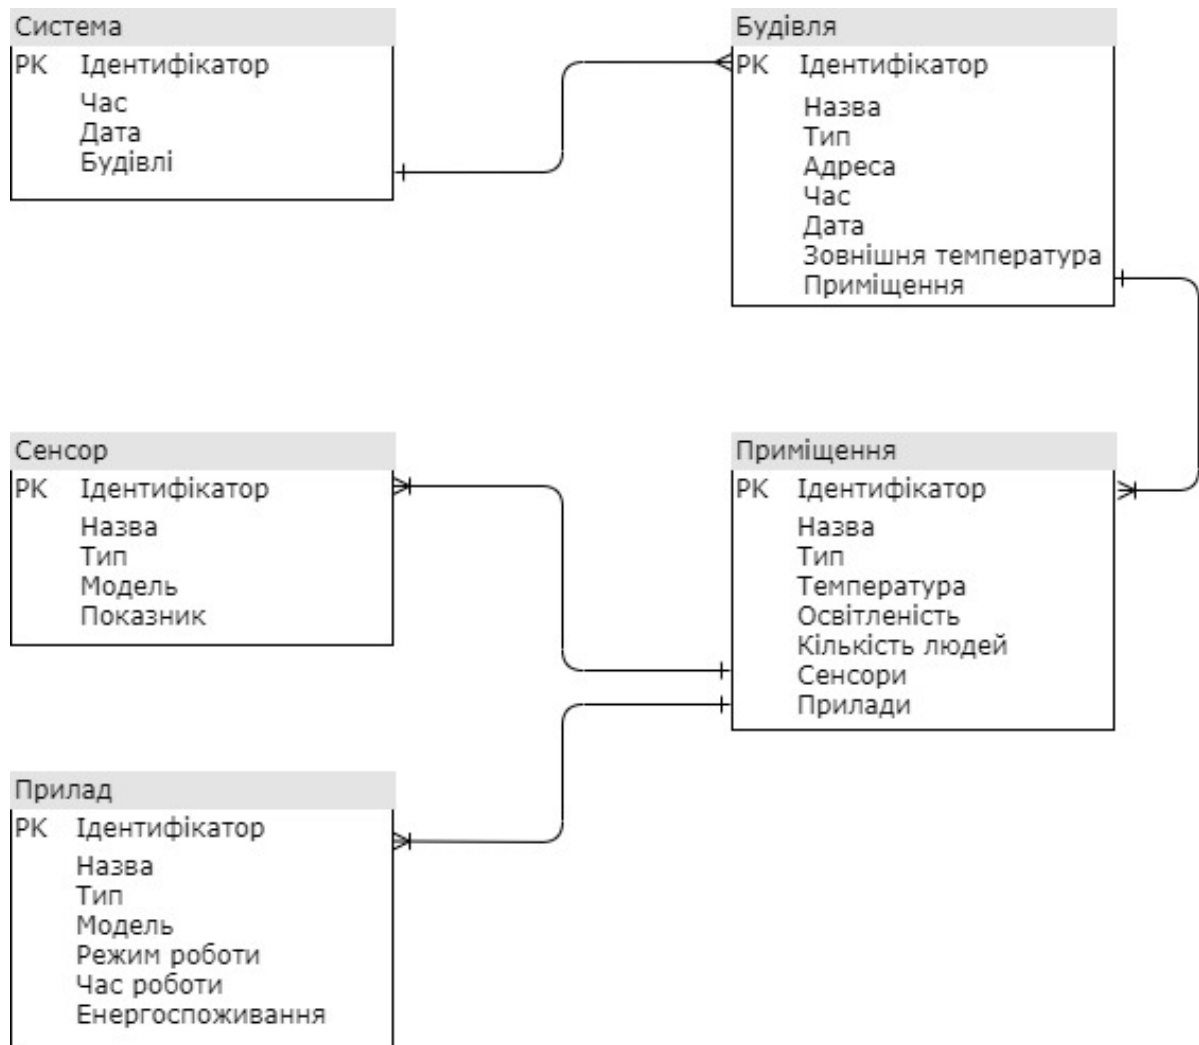 Система
PK Ідентифікатор
Час
Дата
Будівлі
Будівля
PK Ідентифікатор
Назва
Тип
Адреса
Час
Дата
Зовнішня температура
Приміщення
Сенсор
PK Ідентифікатор
Назва
Тип
Модель
Показник
Приміщення
PK Ідентифікатор
Назва
Тип
Температура
Освітленість
Кількість людей
Сенсори
Прилади
Прилад
PK Ідентифікатор
Назва
Тип
Модель
Режим роботи
Час роботи
Енергоспоживання